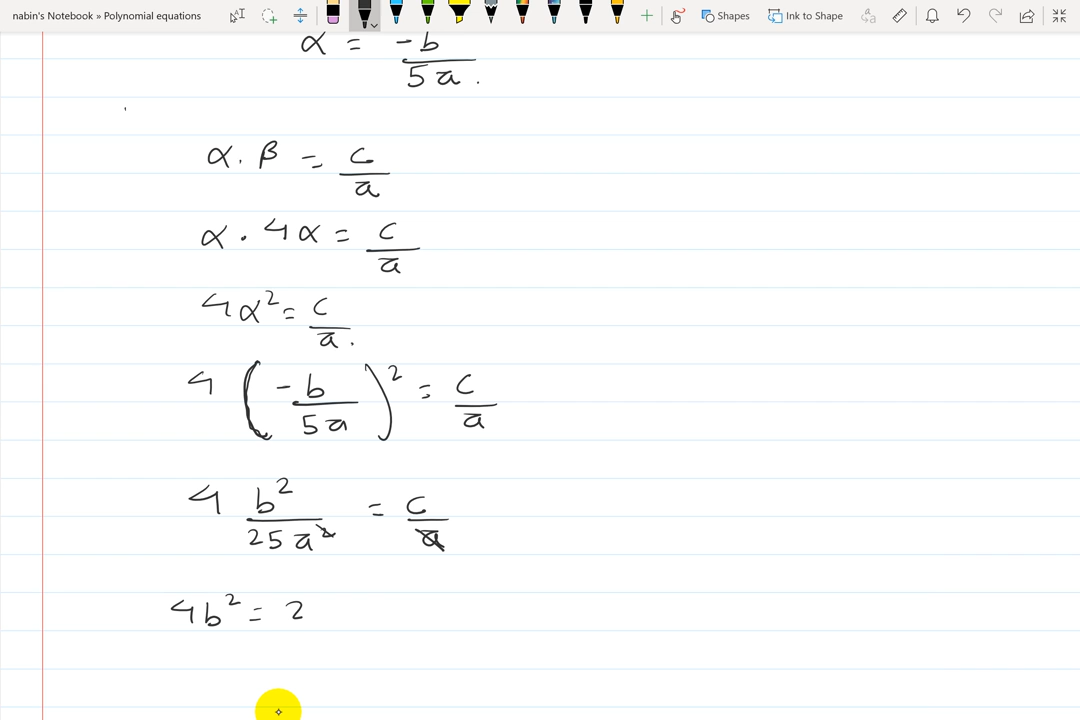 nabin's Notebook » Polynomial equations Shapes Ink to Shape
α = -b/5a.
α. β = c/a
α . 4α = c/a
4α² = c/a.
4 (-b/5a)² = c/a
4 b²/25a² = c/a
4b² = 2